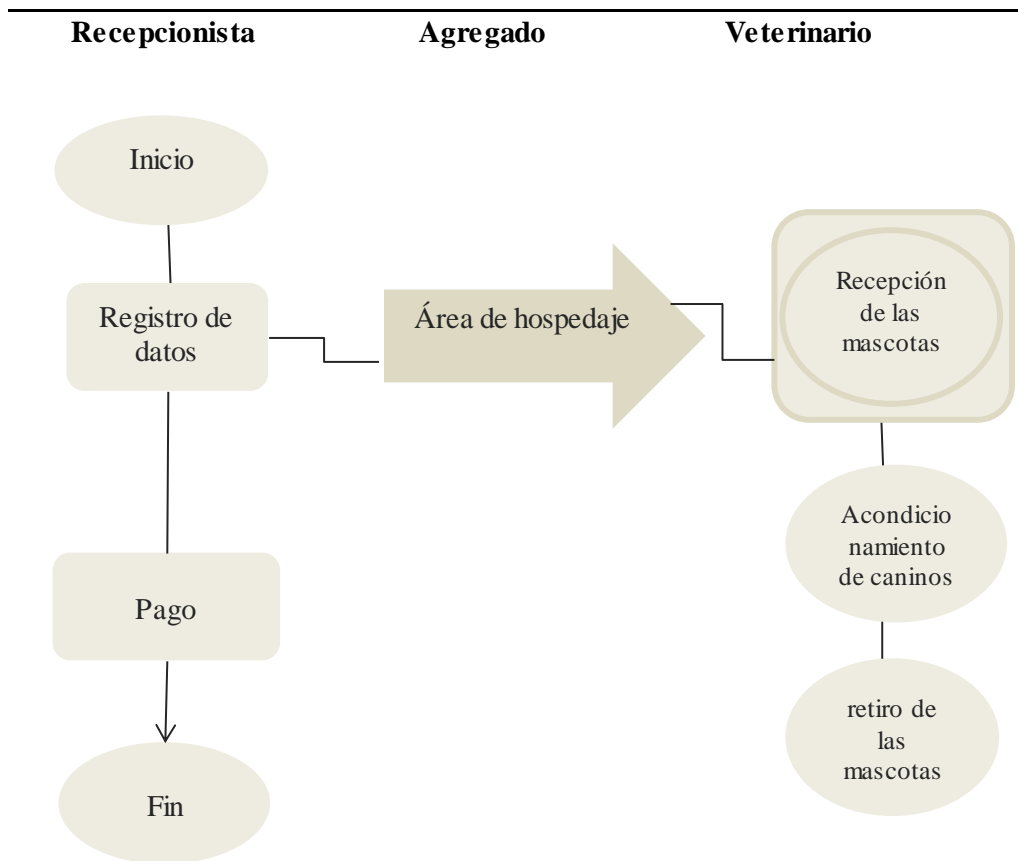 Recepcionista Agregado Veterinario
Inicio
Registro de
datos
Área de hospedaje
Recepción
de las
mascotas
Acondicio
namiento
de caninos
Pago
retiro de
las
mascotas
Fin